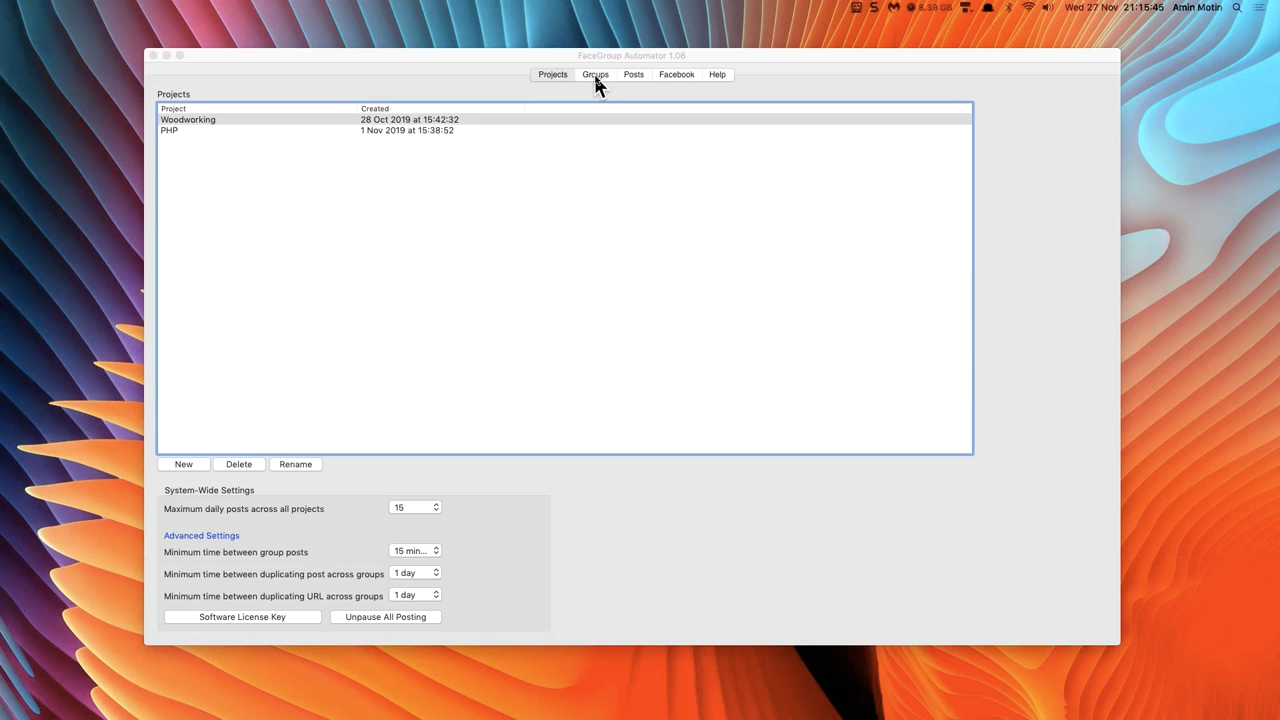 8.39 GB Wed 27 Nov 21:15:45 Amin Motin
FaceGroup Automator 1.06
Projects Groups Posts Facebook Help
Projects
Project Created
Woodworking 28 Oct 2019 at 15:42:32
PHP 1 Nov 2019 at 15:38:52
New Delete Rename
System-Wide Settings
Maximum daily posts across all projects 15
Advanced Settings
Minimum time between group posts 15 min...
Minimum time between duplicating post across groups 1 day
Minimum time between duplicating URL across groups 1 day
Software License Key Unpause All Posting